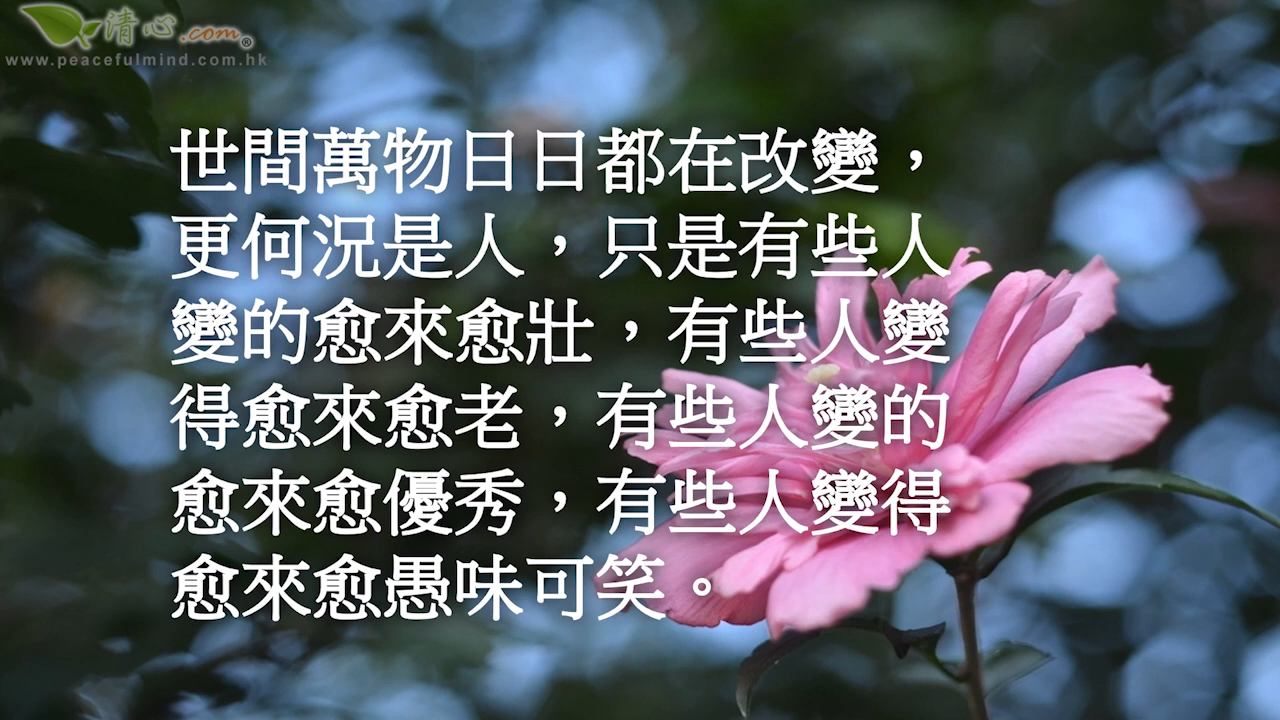 清心.com®
www.peacefulmind.com.hk
世間萬物日日都在改變，
更何況是人，只是有些人
變的愈來愈壯，有些人變
得愈來愈老，有些人變的
愈來愈優秀，有些人變得
愈來愈愚味可笑。